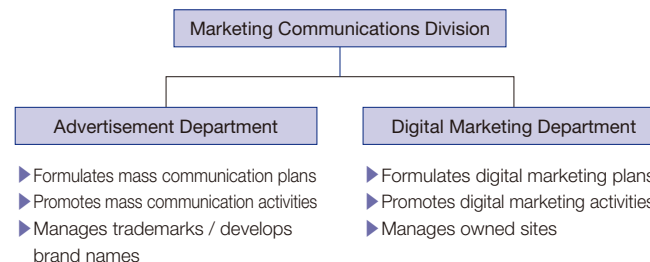 Marketing Communications Division
Advertisement Department
▶Formulates mass communication plans
▶Promotes mass communication activities
▶Manages trademarks / develops
brand names
Digital Marketing Department
▶Formulates digital marketing plans
▶Promotes digital marketing activities
▶Manages owned sites